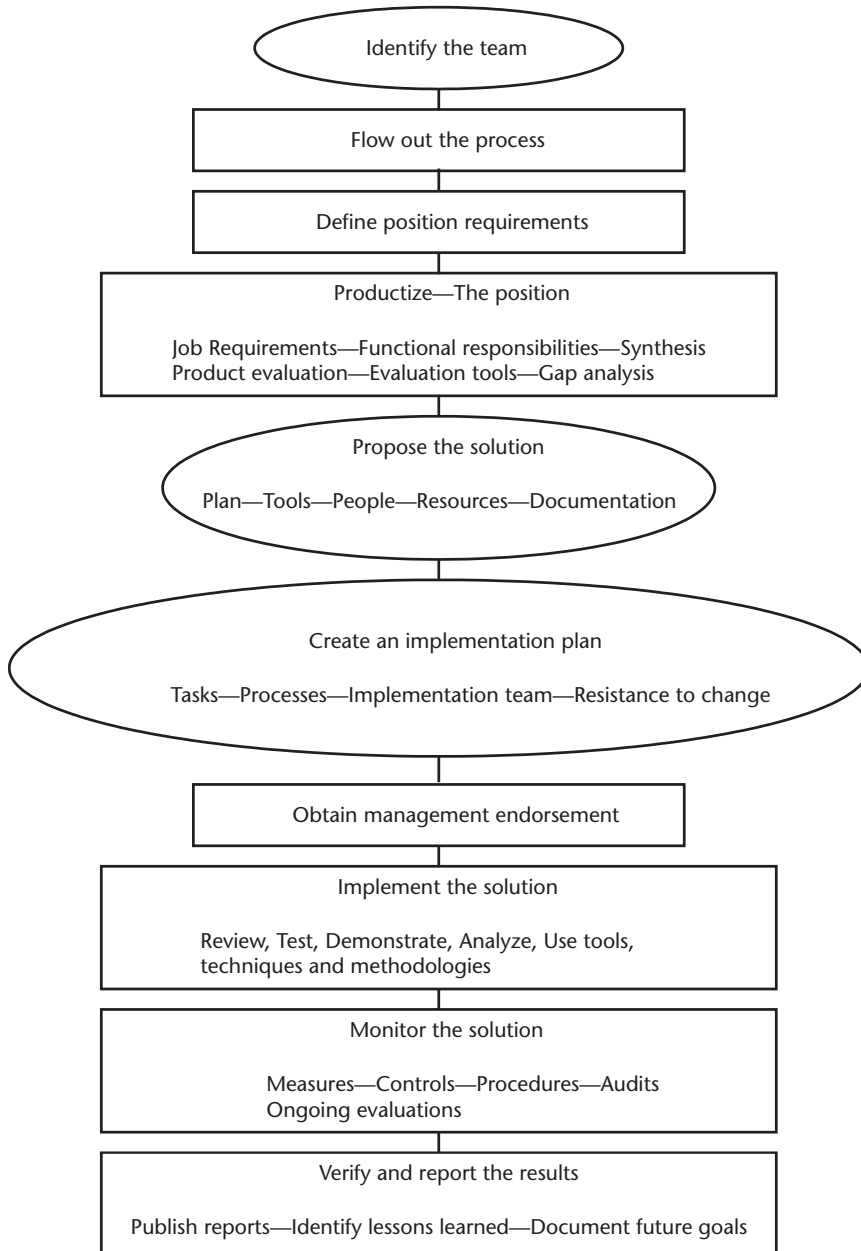 Identify the team
Flow out the process
Define position requirements
Productize—The position
Job Requirements—Functional responsibilities—Synthesis
Product evaluation—Evaluation tools—Gap analysis
Propose the solution
Plan—Tools—People—Resources—Documentation
Create an implementation plan
Tasks—Processes—Implementation team—Resistance to change
Obtain management endorsement
Implement the solution
Review, Test, Demonstrate, Analyze, Use tools,
techniques and methodologies
Monitor the solution
Measures—Controls—Procedures—Audits
Ongoing evaluations
Verify and report the results
Publish reports—Identify lessons learned—Document future goals